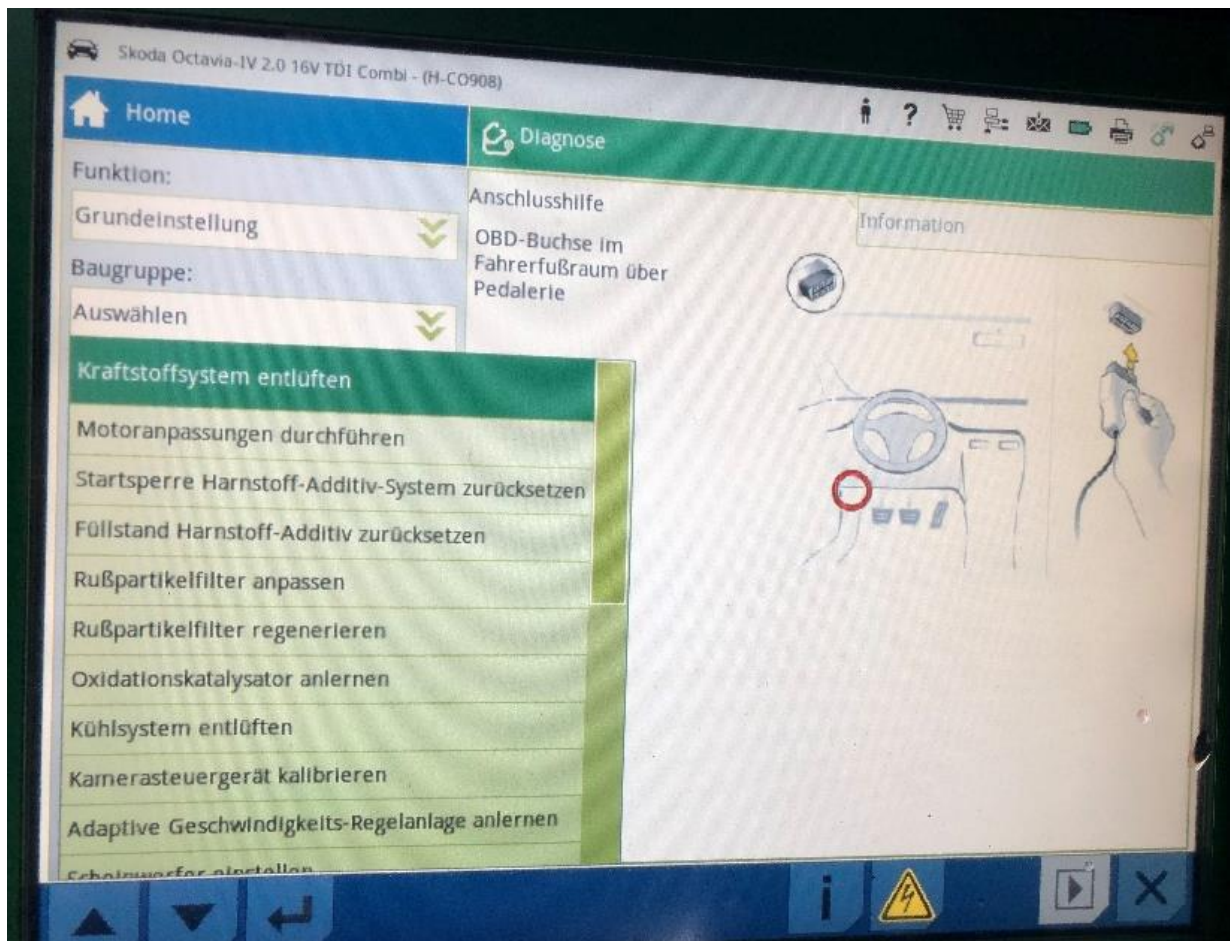 Skoda Octavia-IV 2.0 16V TDI Combi - (H-CO908)
Home
Diagnose
Funktion:
Grundeinstellung
Baugruppe:
Auswählen
Kraftstoffsystem entlüften
Motoranpassungen durchführen
Startsperre Harnstoff-Additiv-System zurücksetzen
Füllstand Harnstoff-Additiv zurücksetzen
Rußpartikelfilter anpassen
Rußpartikelfilter regenerieren
Oxidationskatalysator anlernen
Kühlsystem entlüften
Kamerasteuergerät kalibrieren
Adaptive Geschwindigkeits-Regelanlage anlernen
Scheinwerfer einstellen
Anschlusshilfe
Information
OBD-Buchse im
Fahrerfußraum über
Pedalerie